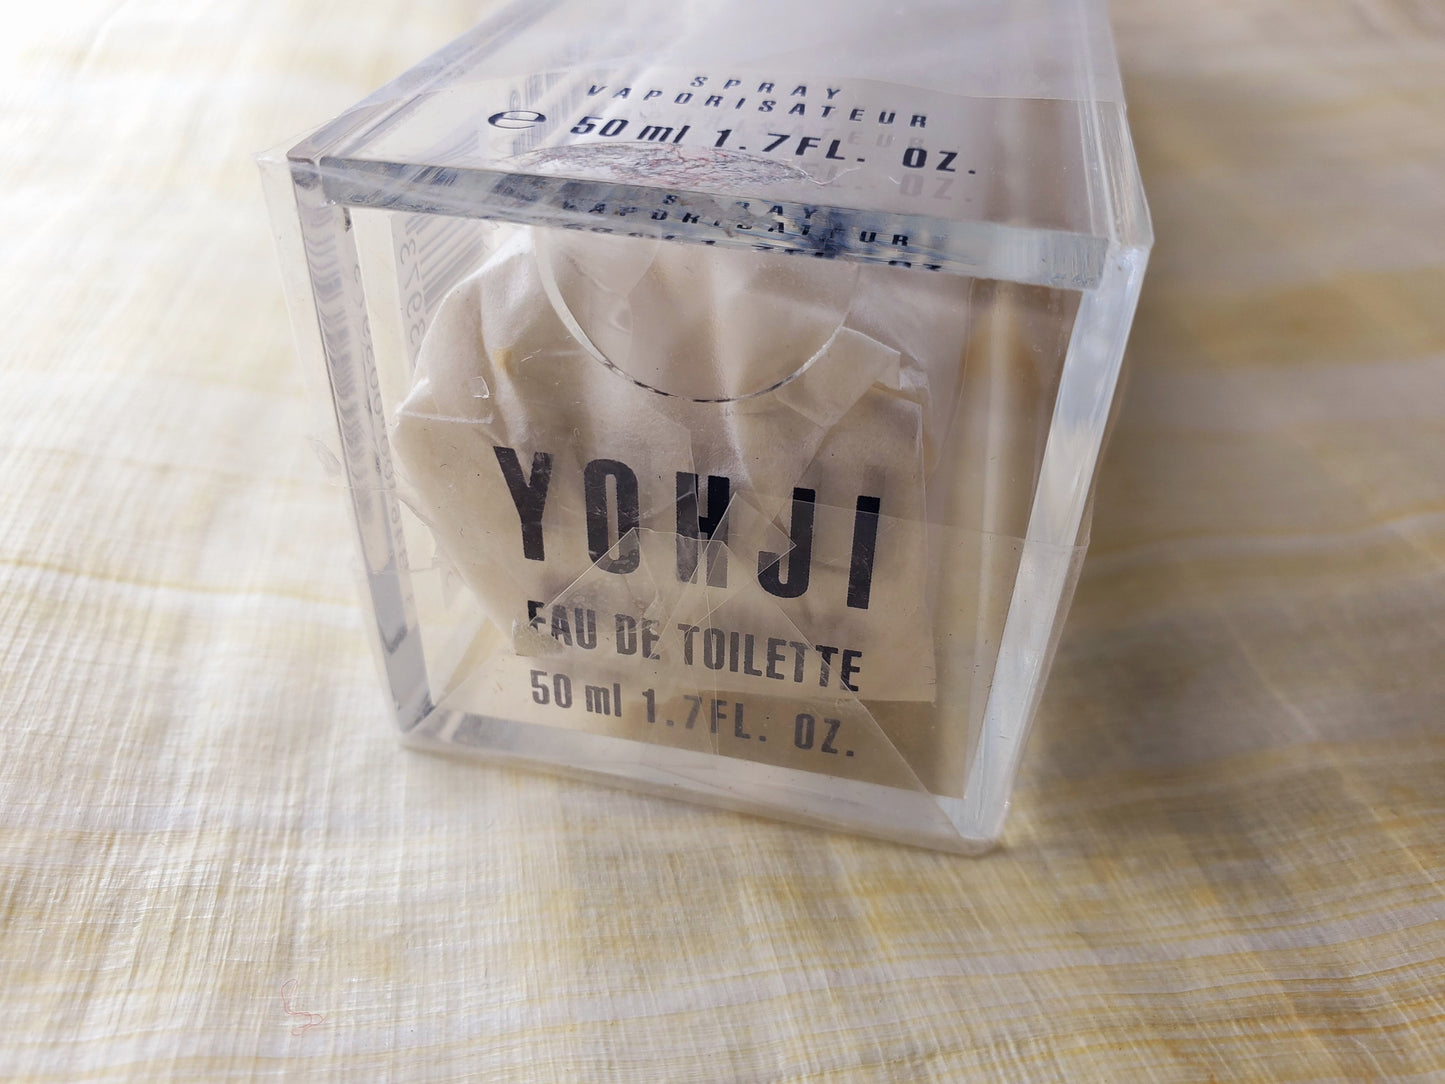 SPRAY
VAPORISATEUR
e 50 ml 1.7FL. OZ.
YOHJI
EAU DE TOILETTE
50 ml 1.7FL. OZ.